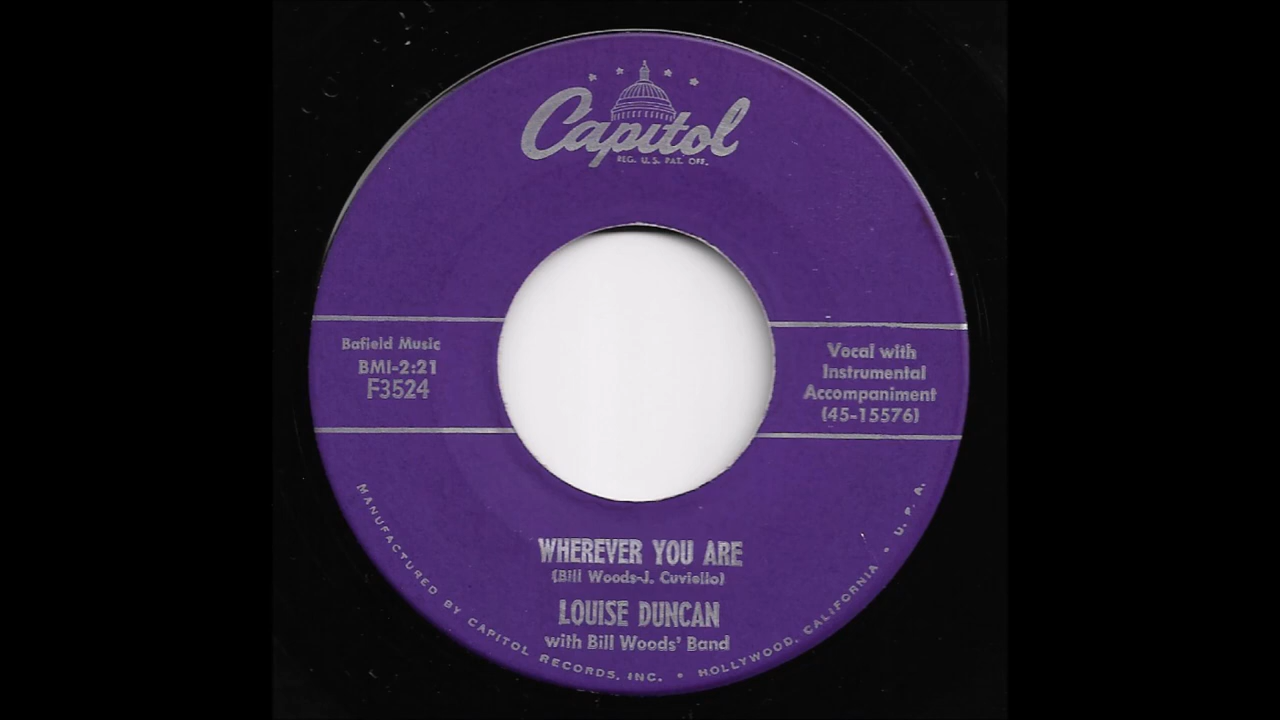 Capitol
REG. U.S. PAT. OFF.
Bafield Music
BMI-2:21
F3524
Vocal with
Instrumental
Accompaniment
(45-15576)
WHEREVER YOU ARE
(Bill Woods-J. Cuviello)
LOUISE DUNCAN
with Bill Woods' Band
MANUFACTURED BY CAPITOL RECORDS, INC. • HOLLYWOOD, CALIFORNIA • U. S. A.